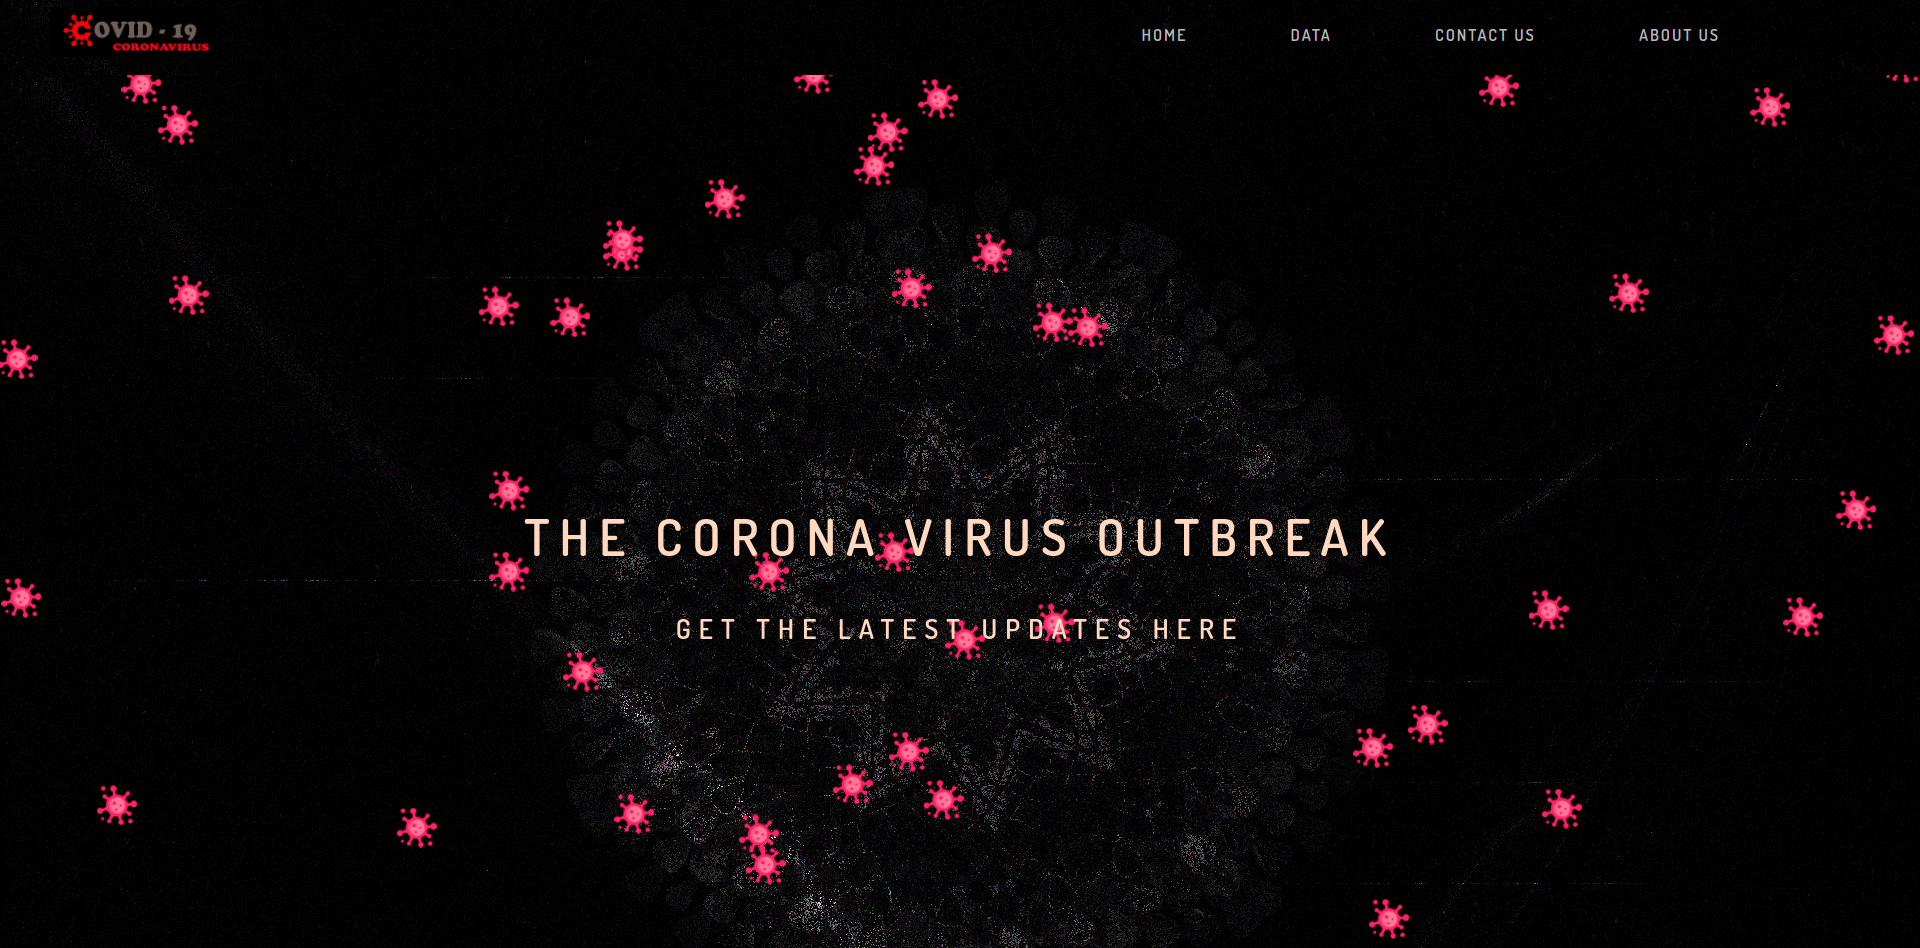 COVID - 19
CORONAVIRUS
HOME DATA CONTACT US ABOUT US
THE CORONA VIRUS OUTBREAK
GET THE LATEST UPDATES HERE